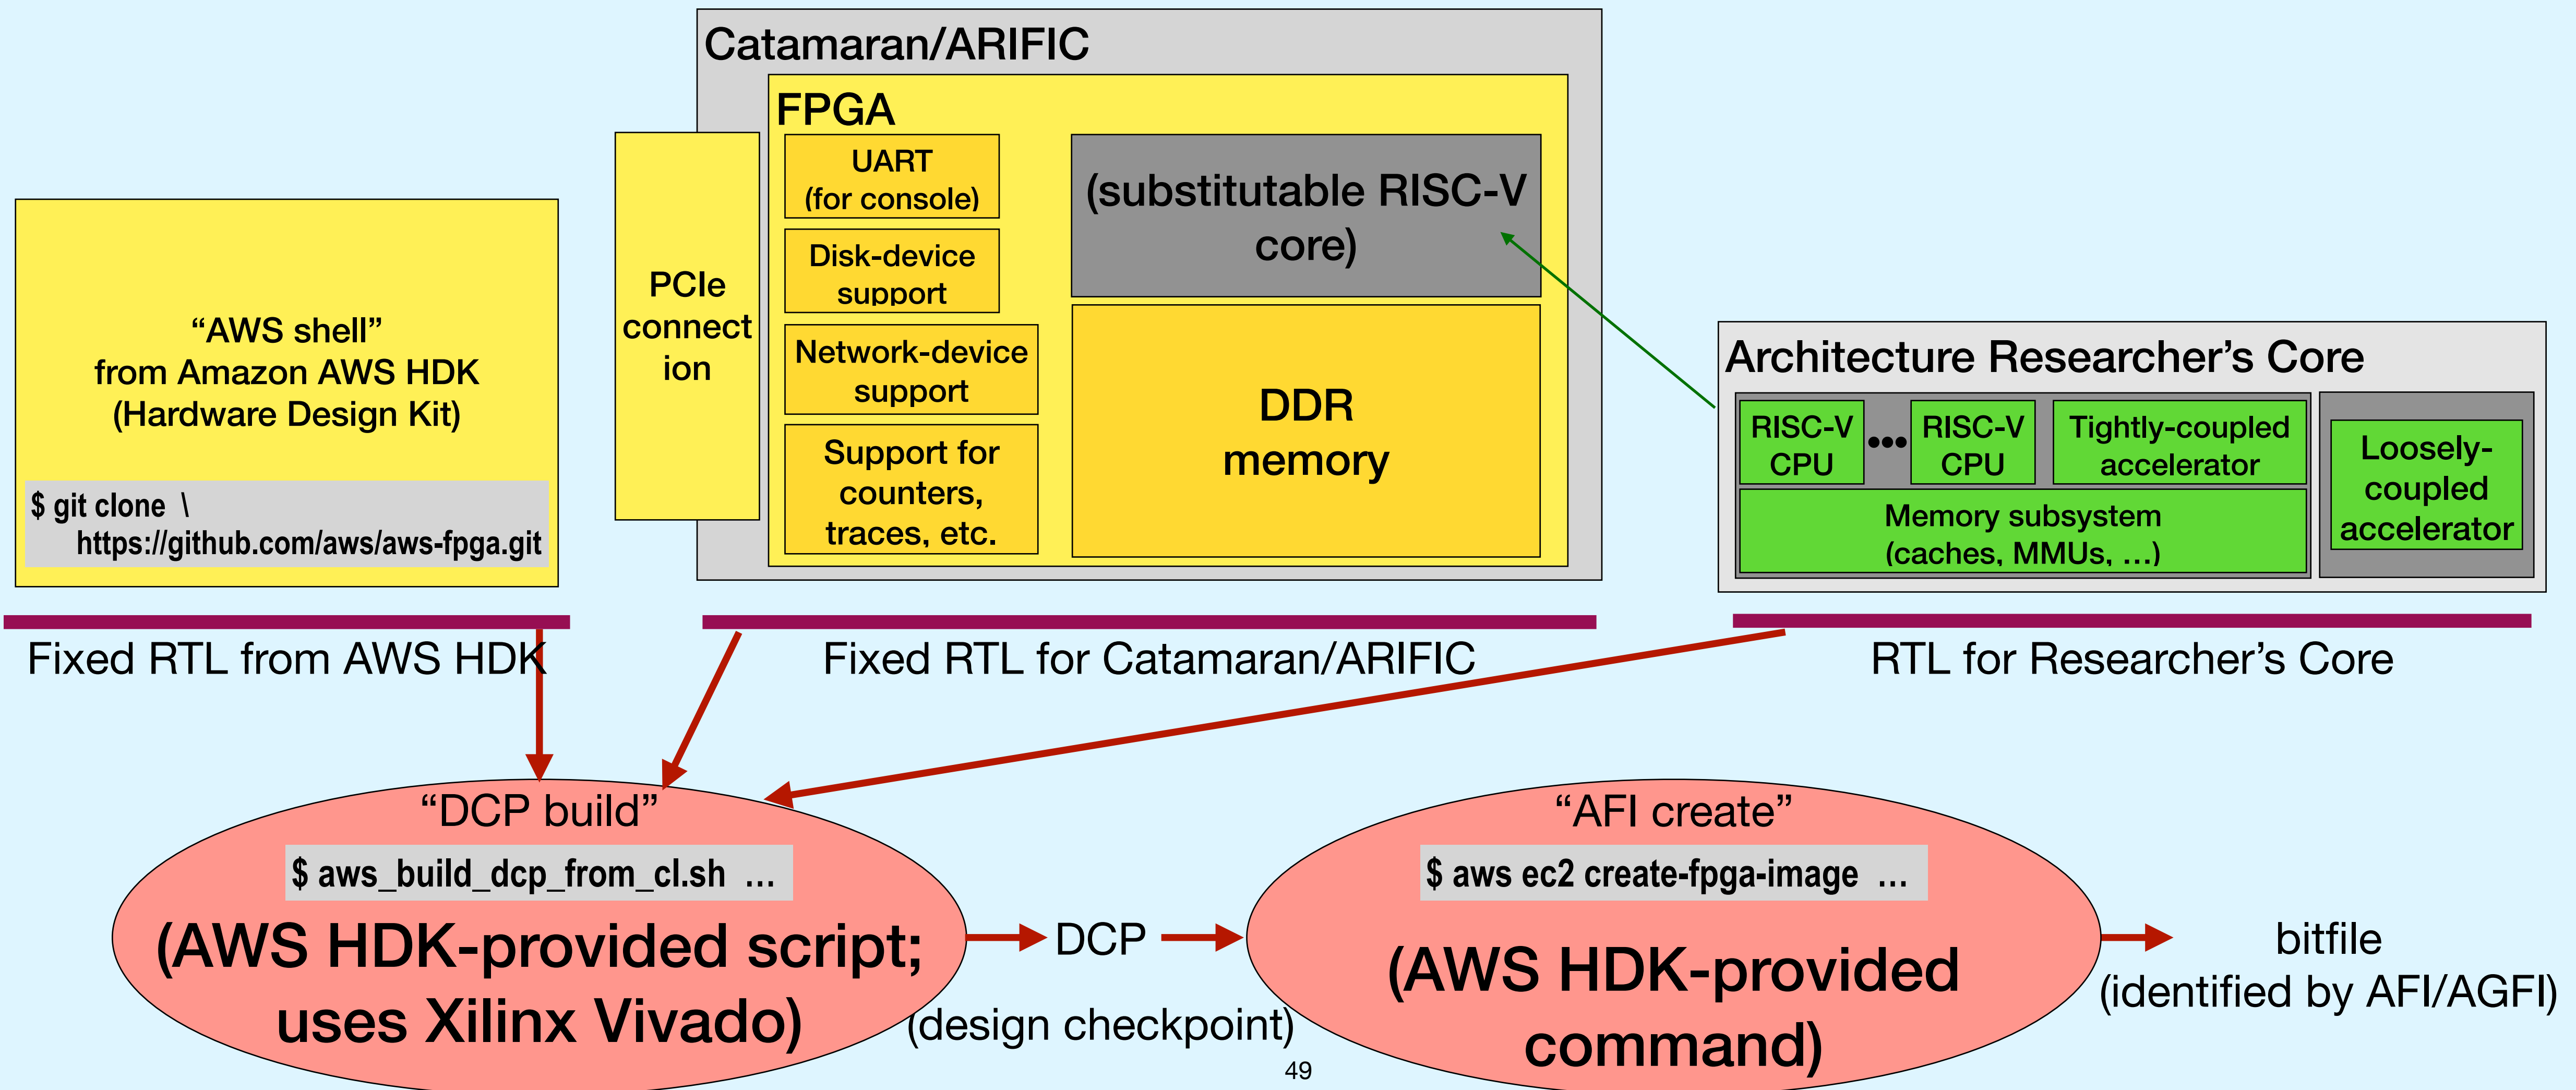 Catamaran/ARIFIC
FPGA
UART
(for console)
Disk-device
support
Network-device
support
Support for
counters,
traces, etc.
(substitutable RISC-V
core)
DDR
memory
PCIe
connect
ion
“AWS shell”
from Amazon AWS HDK
(Hardware Design Kit)
$ git clone \
https://github.com/aws/aws-fpga.git
Architecture Researcher’s Core
RISC-V
CPU
•••
RISC-V
CPU
Tightly-coupled
accelerator
Memory subsystem
(caches, MMUs, …)
Loosely-
coupled
accelerator
Fixed RTL from AWS HDK
Fixed RTL for Catamaran/ARIFIC
RTL for Researcher’s Core
“DCP build”
$ aws_build_dcp_from_cl.sh …
(AWS HDK-provided script;
uses Xilinx Vivado)
DCP
(design checkpoint)
“AFI create”
$ aws ec2 create-fpga-image …
(AWS HDK-provided
command)
bitfile
(identified by AFI/AGFI)
49